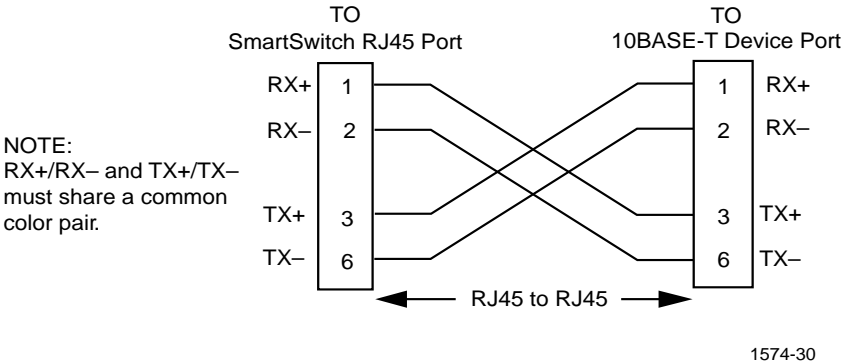 TO
SmartSwitch RJ45 Port
TO
10BASE-T Device Port
RX+ 1 1 RX+
RX– 2 2 RX–
NOTE:
RX+/RX– and TX+/TX–
must share a common
color pair.
TX+ 3 3 TX+
TX– 6 6 TX–
RJ45 to RJ45
1574-30